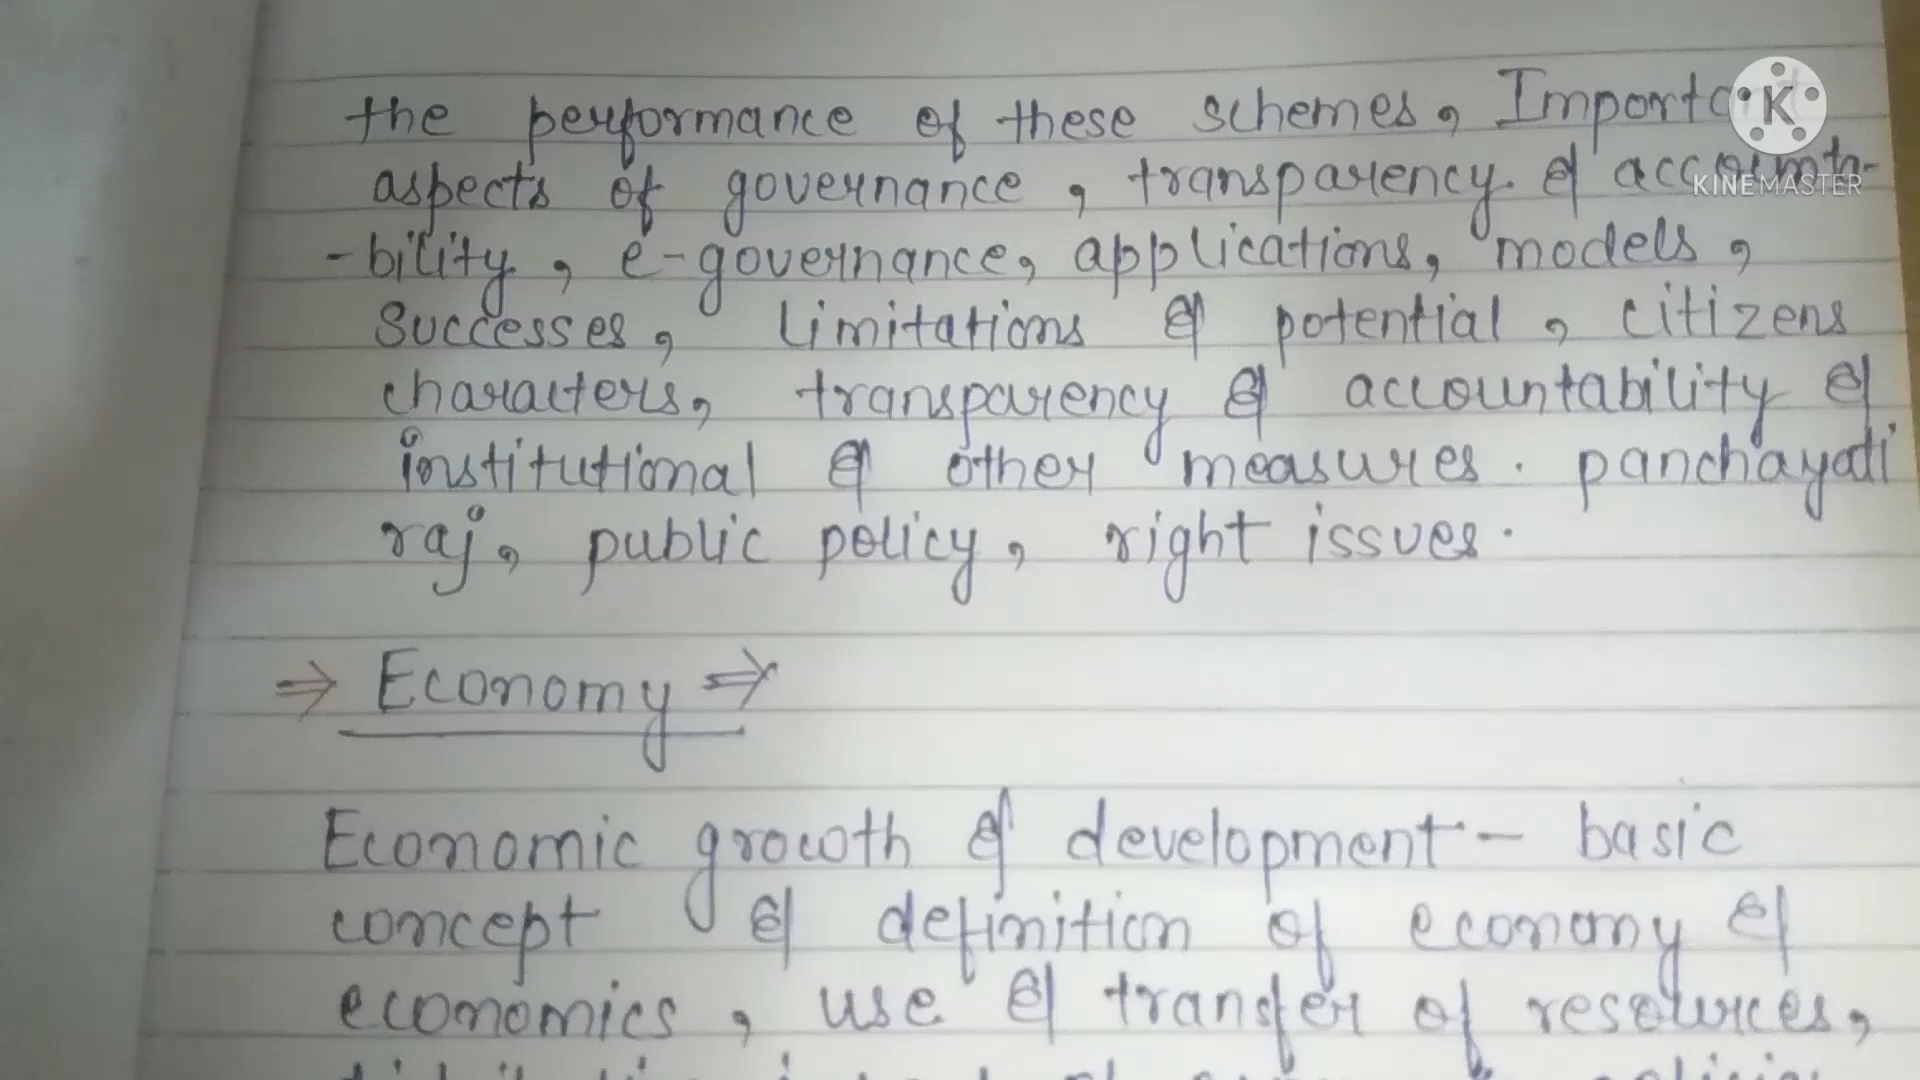 the performance of these schemes, Important
aspects of governance, transparency & accounta-
-bility, e-governance, applications, models,
successes, limitations & potential, citizens
characters, transparency & accountability &
institutional & other measures. panchayati
raj, public policy, right issues.
⇒ Economy ⇒
Economic growth & development - basic
concept & definition of economy &
economics, use & transfer of resources,
K
KINEMASTER